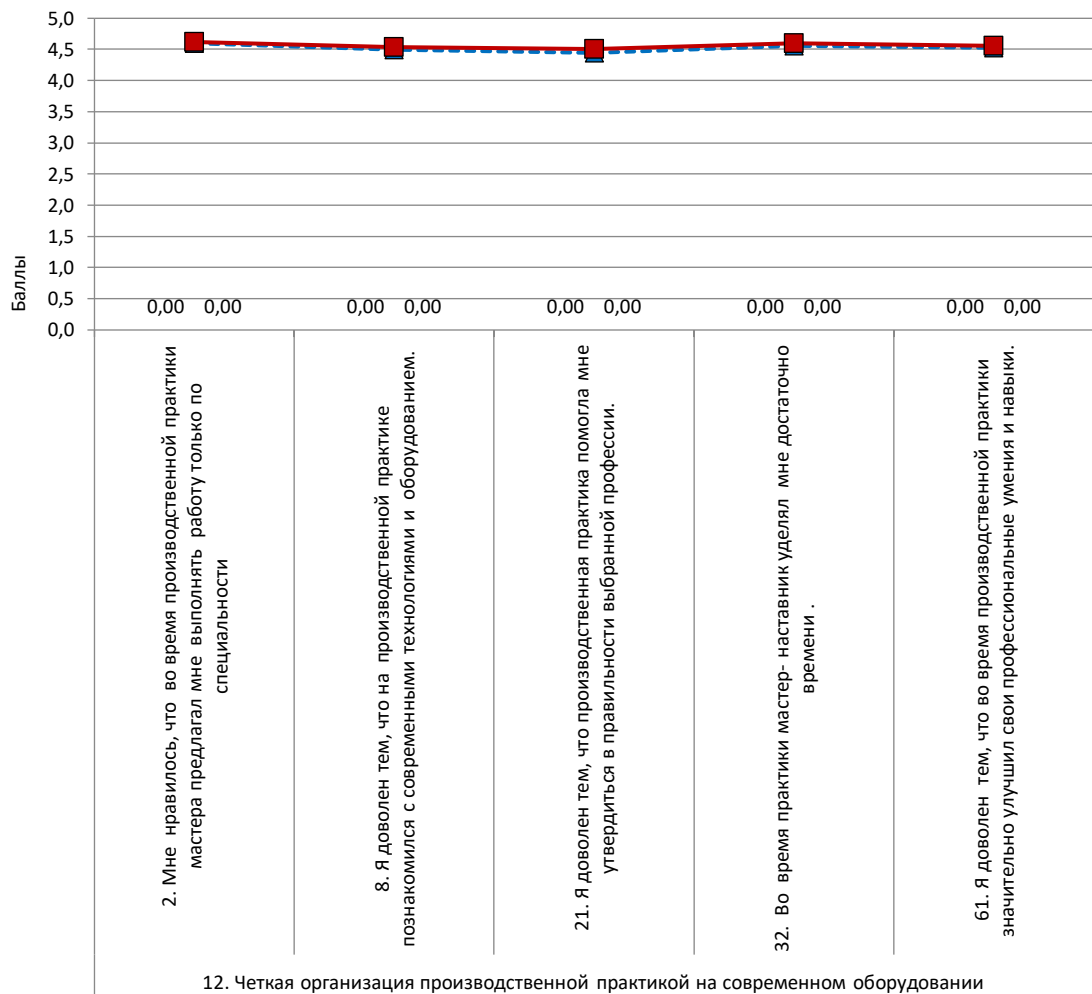 5,0
4,5
4,0
3,5
3,0
2,5
2,0
1,5
1,0
0,5
0,0
Баллы
0,00 0,00
0,00 0,00
0,00 0,00
0,00 0,00
0,00 0,00
2. Мне нравилось, что во время производственной практики
мастера предлагал мне выполнять работу только по
специальности
8. Я доволен тем, что на производственной практике
познакомился с современными технологиями и оборудованием.
21. Я доволен тем, что производственная практика помогла мне
утвердиться в правильности выбранной профессии.
32. Во время практики мастер- наставник уделял мне достаточно
времени .
61. Я доволен тем, что во время производственной практики
значительно улучшил свои профессиональные умения и навыки.
12. Четкая организация производственной практикой на современном оборудовании